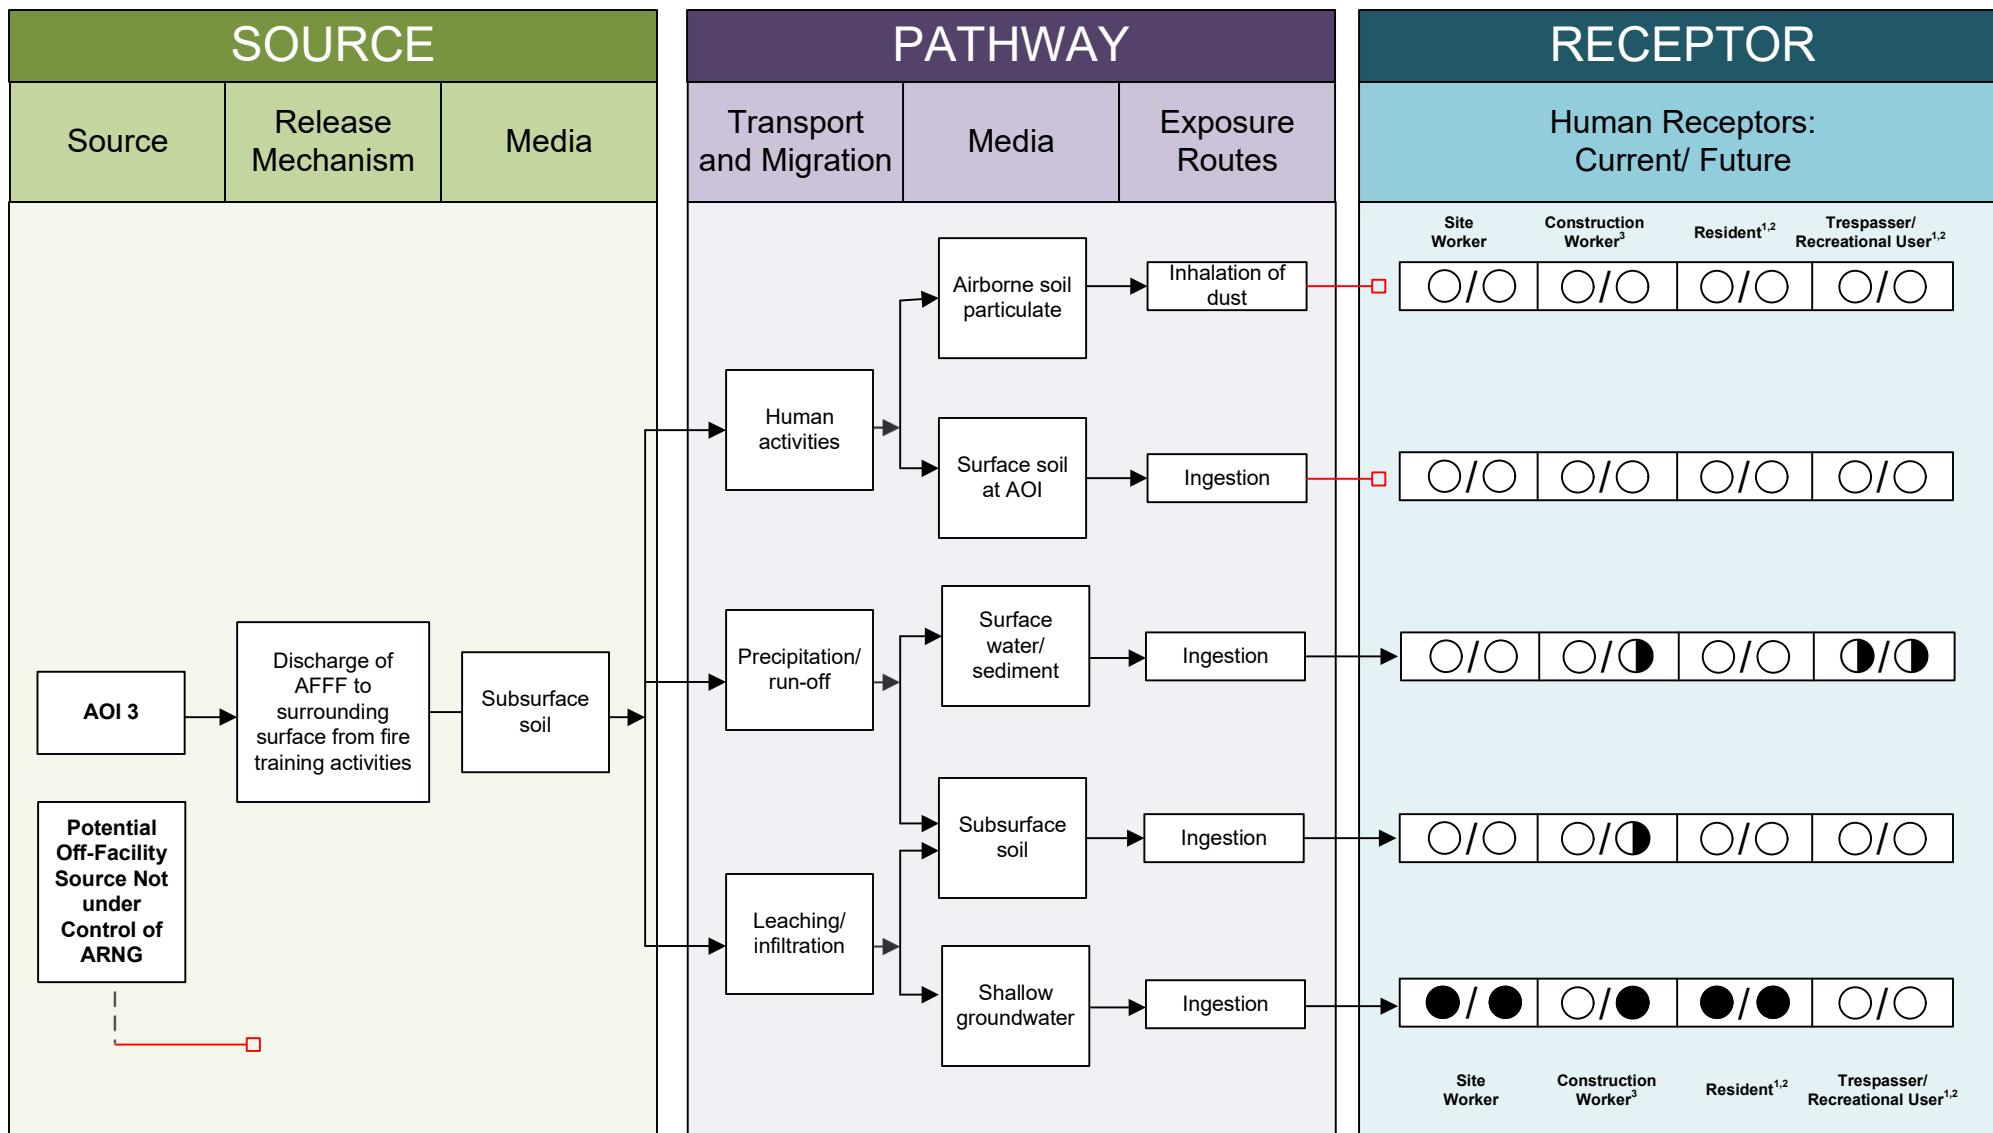 SOURCE
PATHWAY
RECEPTOR
Source
Release
Mechanism
Media
Transport
and Migration
Media
Exposure
Routes
Human Receptors:
Current/ Future
Site
Worker
Construction
Worker3
Resident1,2
Trespasser/
Recreational User1,2
Airborne soil
particulate
Inhalation of
dust
/
/
/
/
Human
activities
Surface soil
at AOI
Ingestion
/
/
/
/
AOI 3
Discharge of
AFFF to
surrounding
surface from fire
training activities
Subsurface
soil
Precipitation/
run-off
Surface
water/
sediment
Ingestion
/
/
/
/
Potential
Off-Facility
Source Not
under
Control of
ARNG
Subsurface
soil
Ingestion
/
/
/
/
Leaching/
infiltration
Shallow
groundwater
Ingestion
/
/
/
/
Site
Worker
Construction
Worker3
Resident1,2
Trespasser/
Recreational User1,2